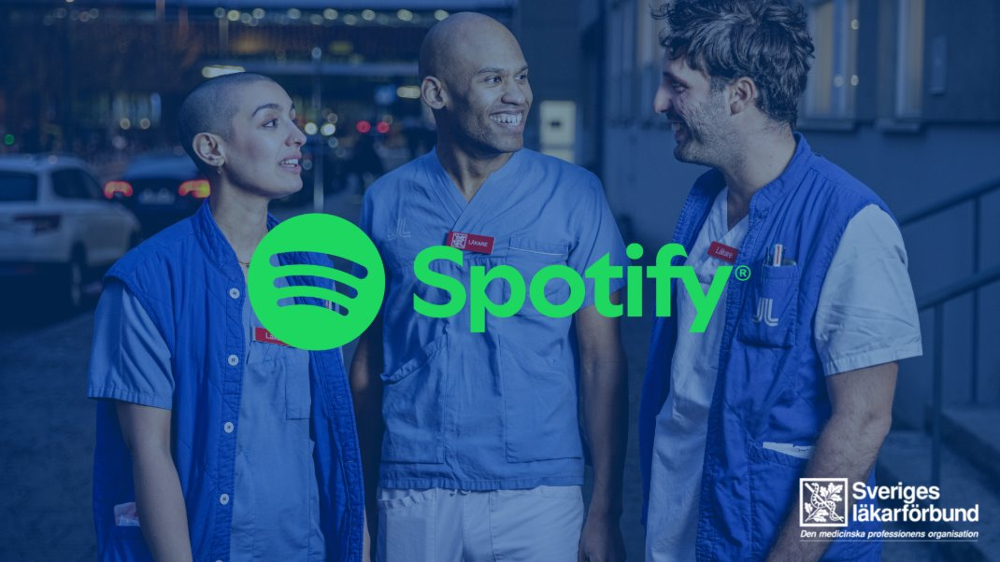 LÄKARE
Läkare
Spotify®
Sveriges
läkarförbund
Den medicinska professionens organisation